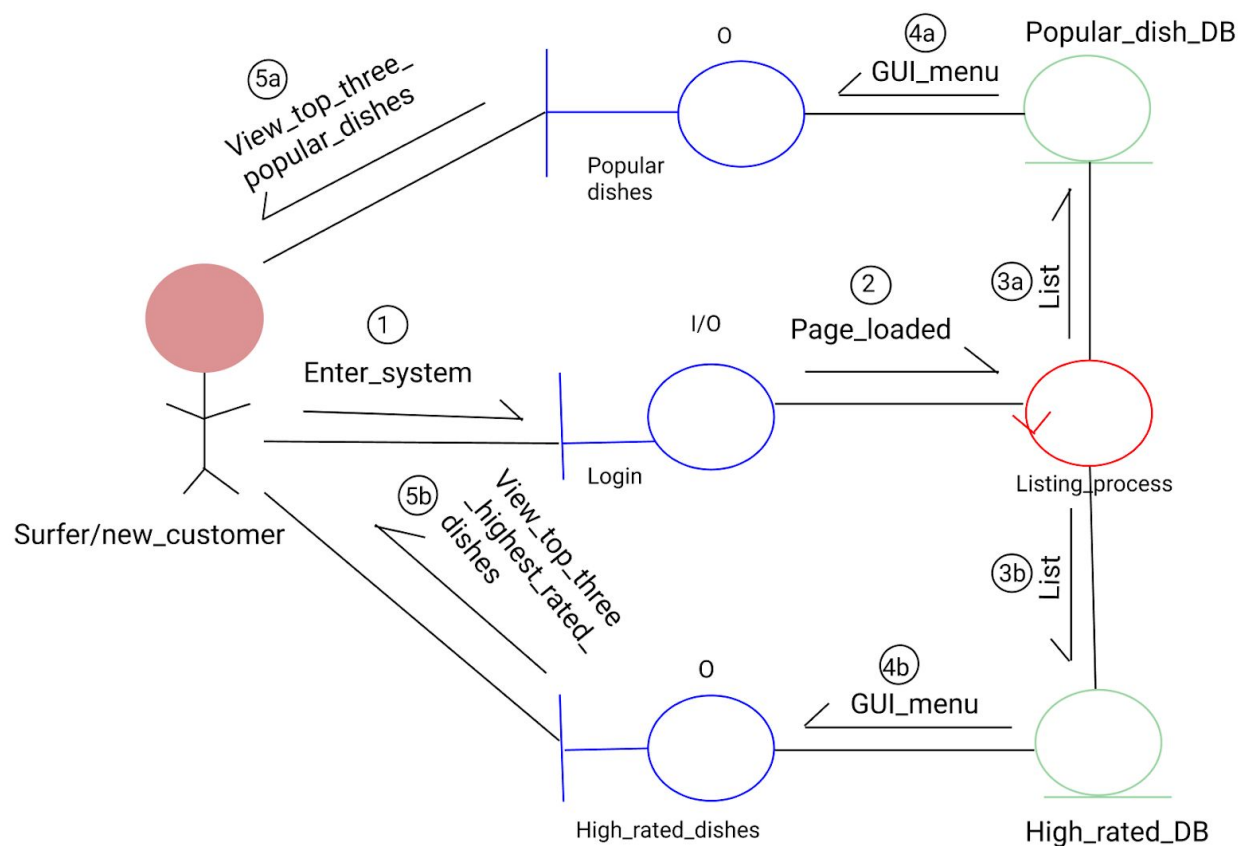 O
4a
Popular_dish_DB
GUI_menu
5a
View_top_three_
popular_dishes
Popular
dishes
3a
List
1
Enter_system
I/O
2
Page_loaded
Login
Listing_process
Surfer/new_customer
5b
View_top_three
_highest_rated_
dishes
3b
List
O
4b
GUI_menu
High_rated_dishes
High_rated_DB